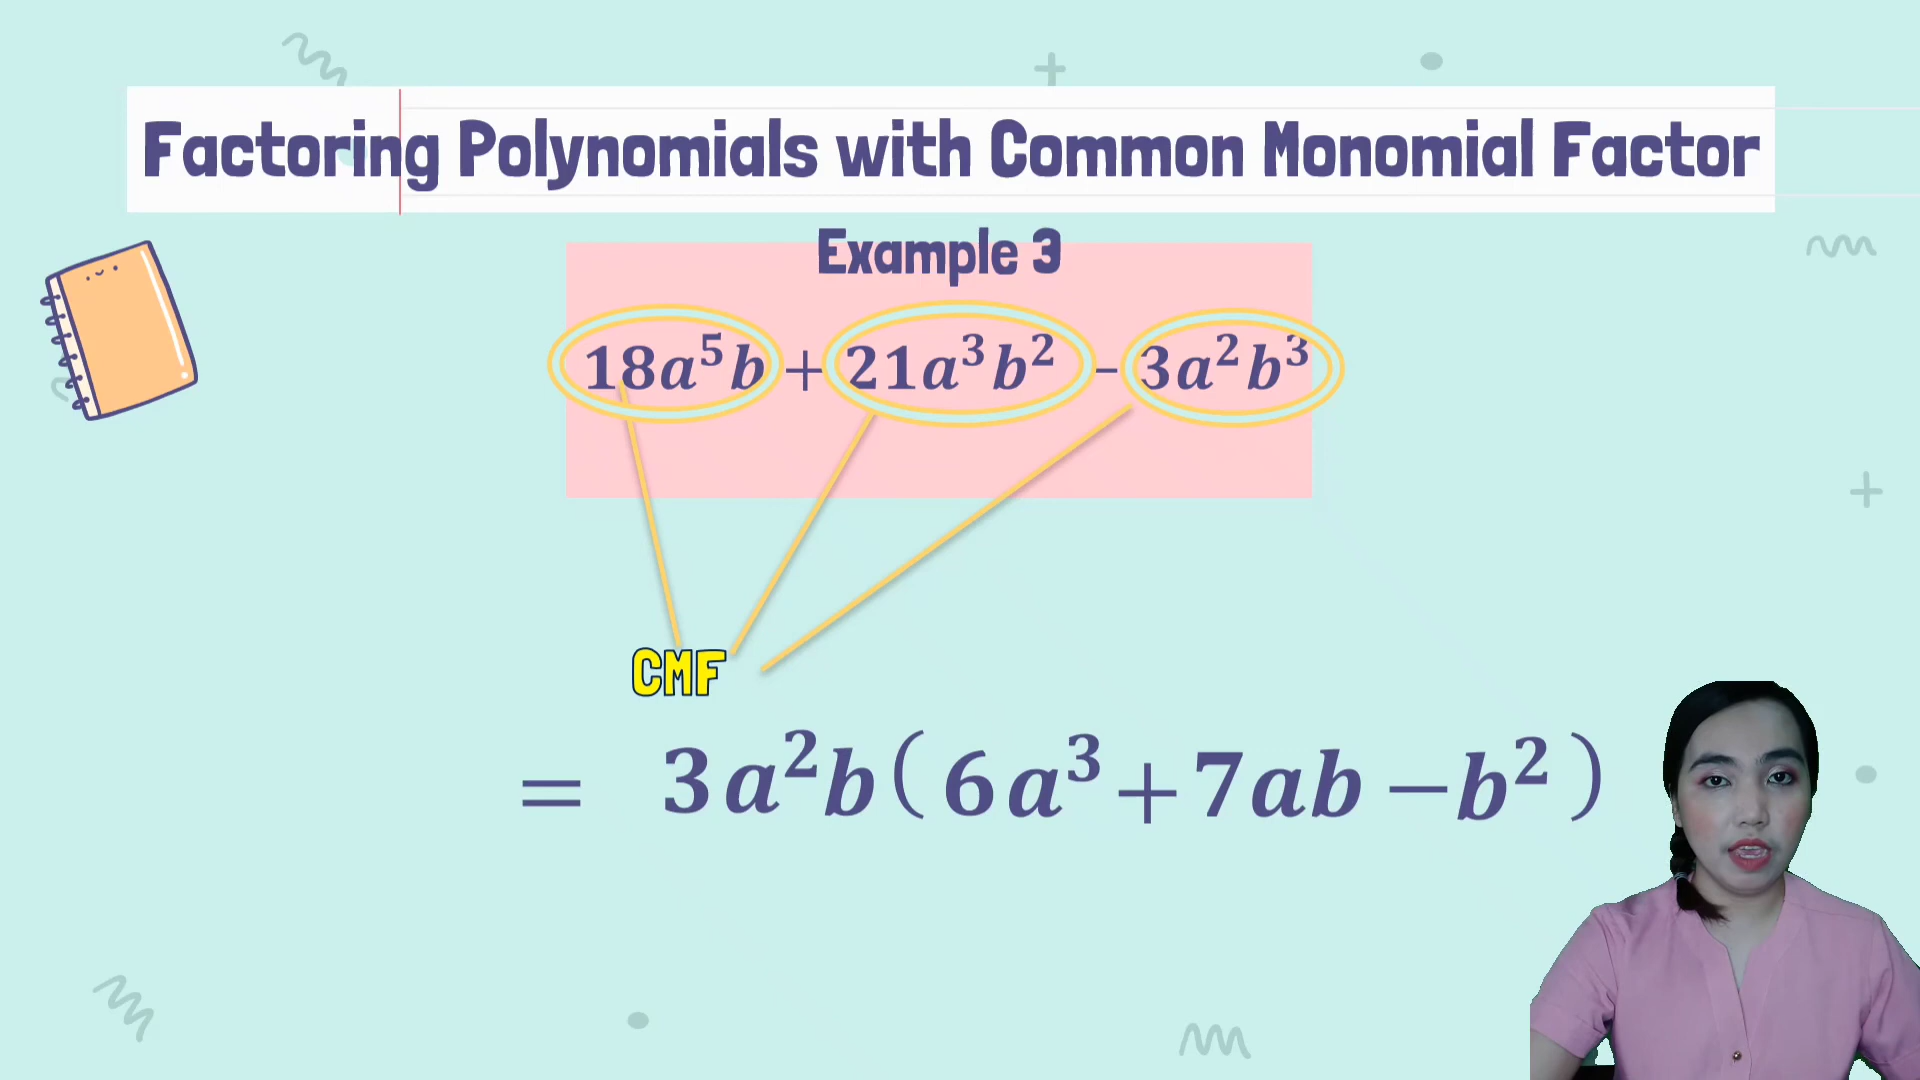 Factoring Polynomials with Common Monomial Factor
Example 3
18a⁵b + 21a³b² - 3a²b³
CMF
= 3a²b(6a³+7ab −b²)